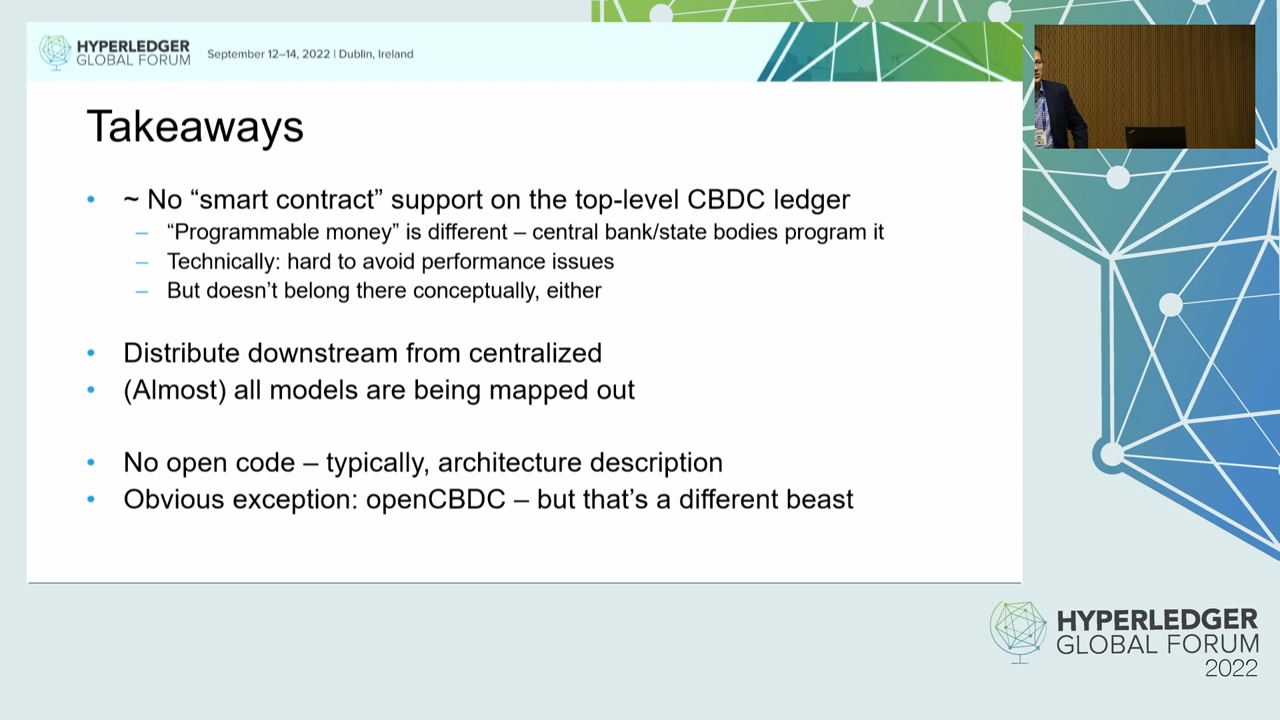 HYPERLEDGER
GLOBAL FORUM
September 12–14, 2022 | Dublin, Ireland
Takeaways
• ~ No “smart contract” support on the top-level CBDC ledger
– “Programmable money” is different – central bank/state bodies program it
– Technically: hard to avoid performance issues
– But doesn’t belong there conceptually, either
• Distribute downstream from centralized
• (Almost) all models are being mapped out
• No open code – typically, architecture description
• Obvious exception: openCBDC – but that’s a different beast
HYPERLEDGER
GLOBAL FORUM
2022